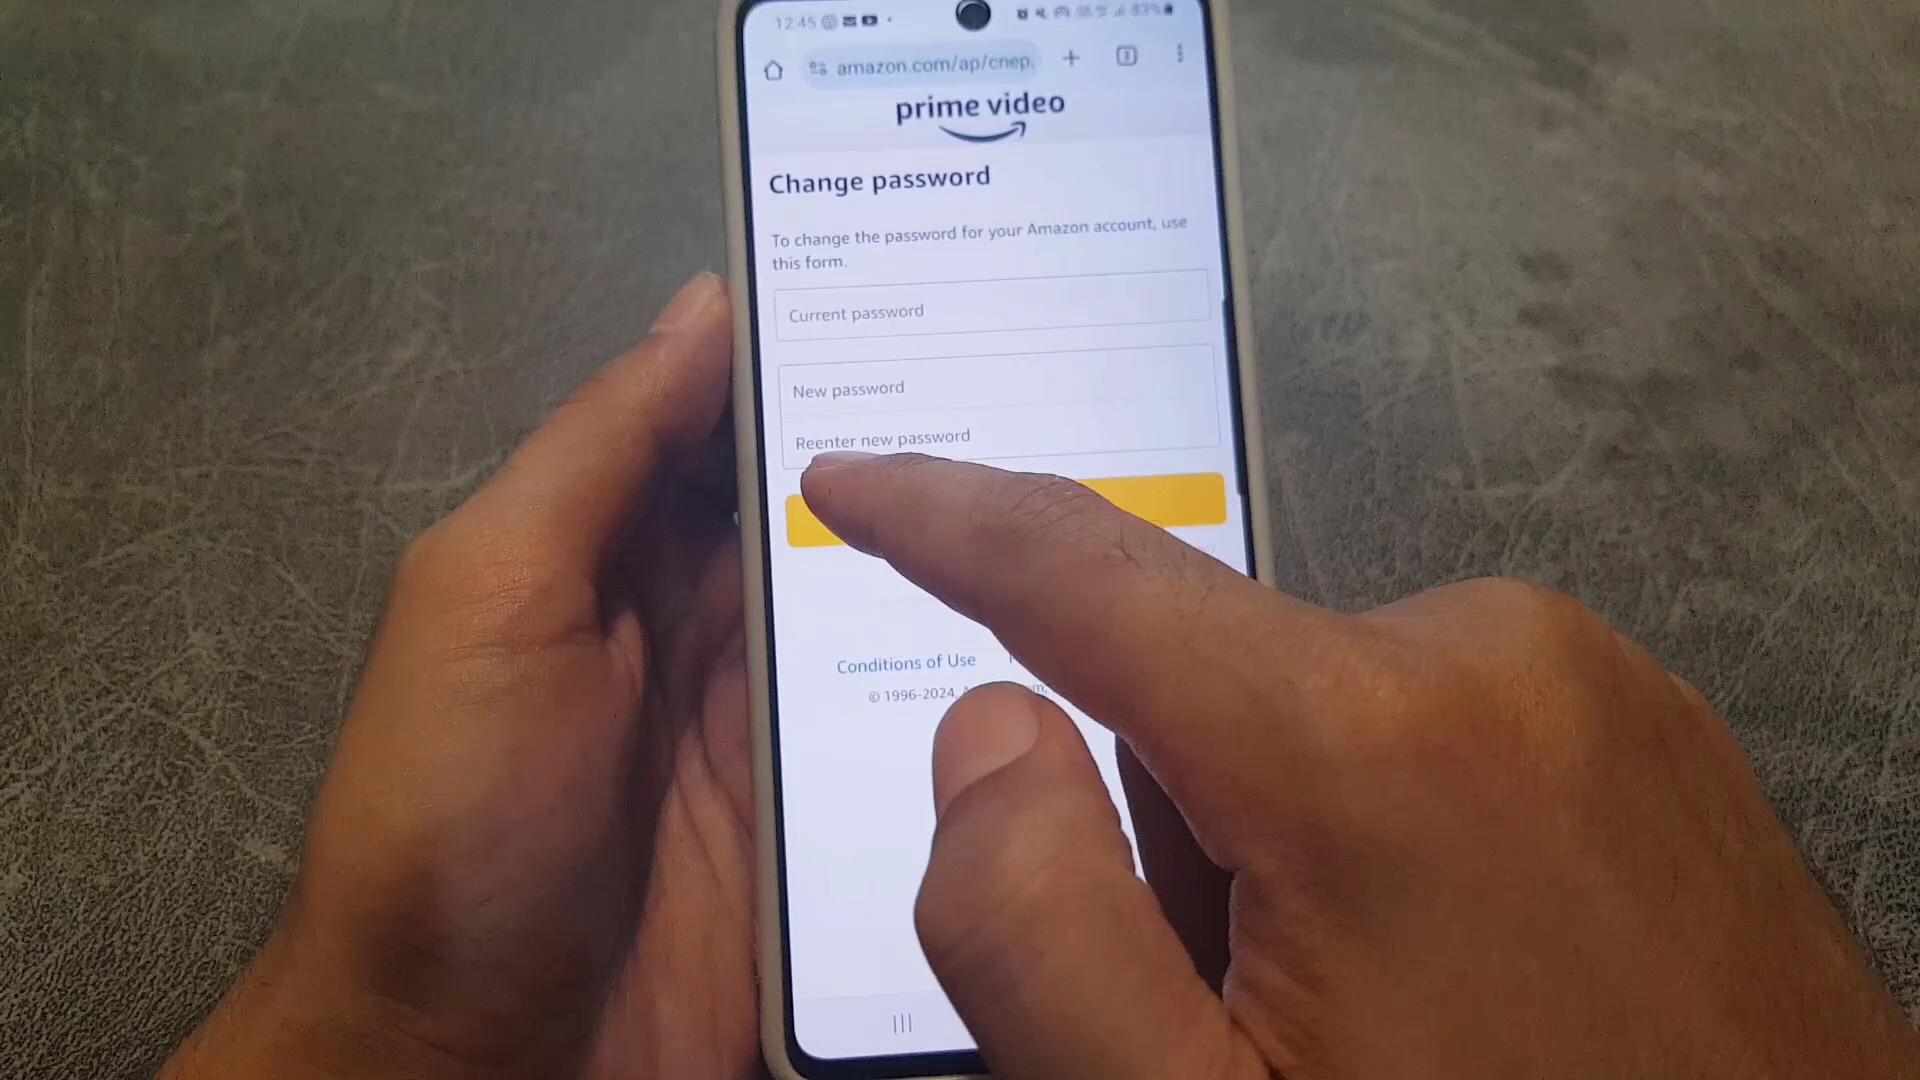 12:45 83%
amazon.com/ap/cnep.
prime video
Change password
To change the password for your Amazon account, use
this form.
Current password
New password
Reenter new password
Conditions of Use
© 1996-2024,